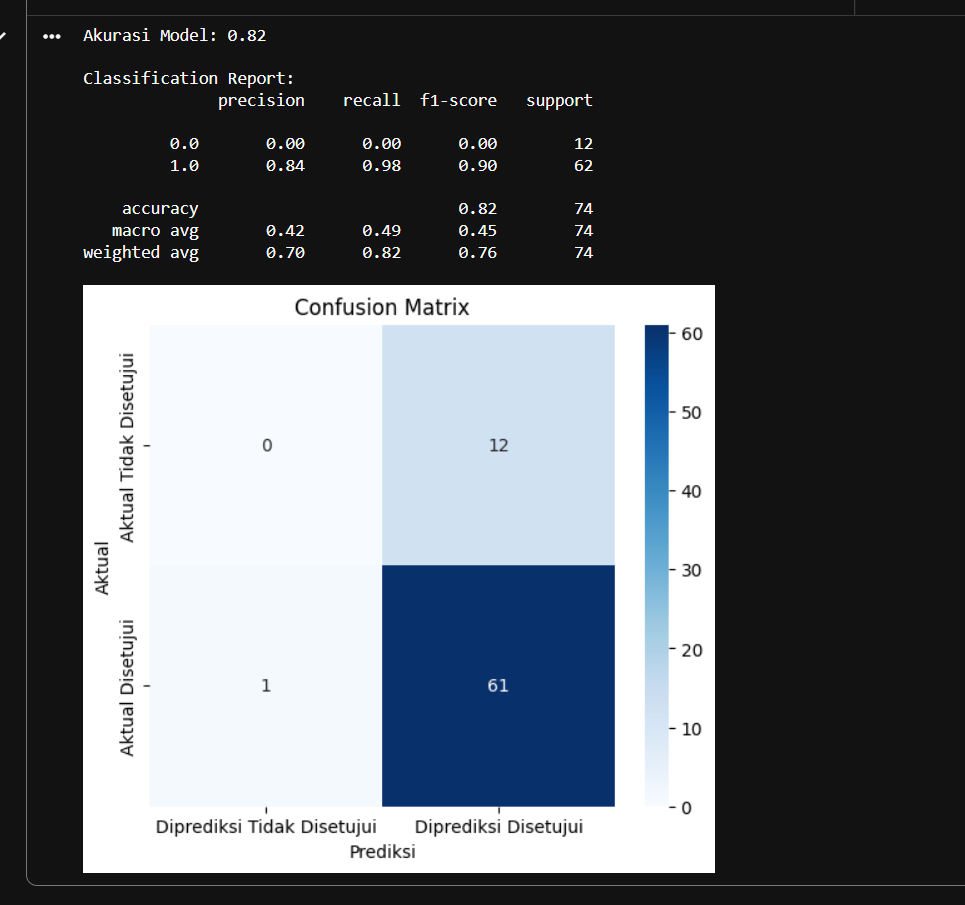 Akurasi Model: 0.82
Classification Report:
precision recall f1-score support
0.0 0.00 0.00 0.00 12
1.0 0.84 0.98 0.90 62
accuracy 0.82 74
macro avg 0.42 0.49 0.45 74
weighted avg 0.70 0.82 0.76 74
Confusion Matrix
Aktual
Aktual Tidak Disetujui
0 12
Aktual Disetujui
1 61
Diprediksi Tidak Disetujui Diprediksi Disetujui
Prediksi
60
50
40
30
20
10
0